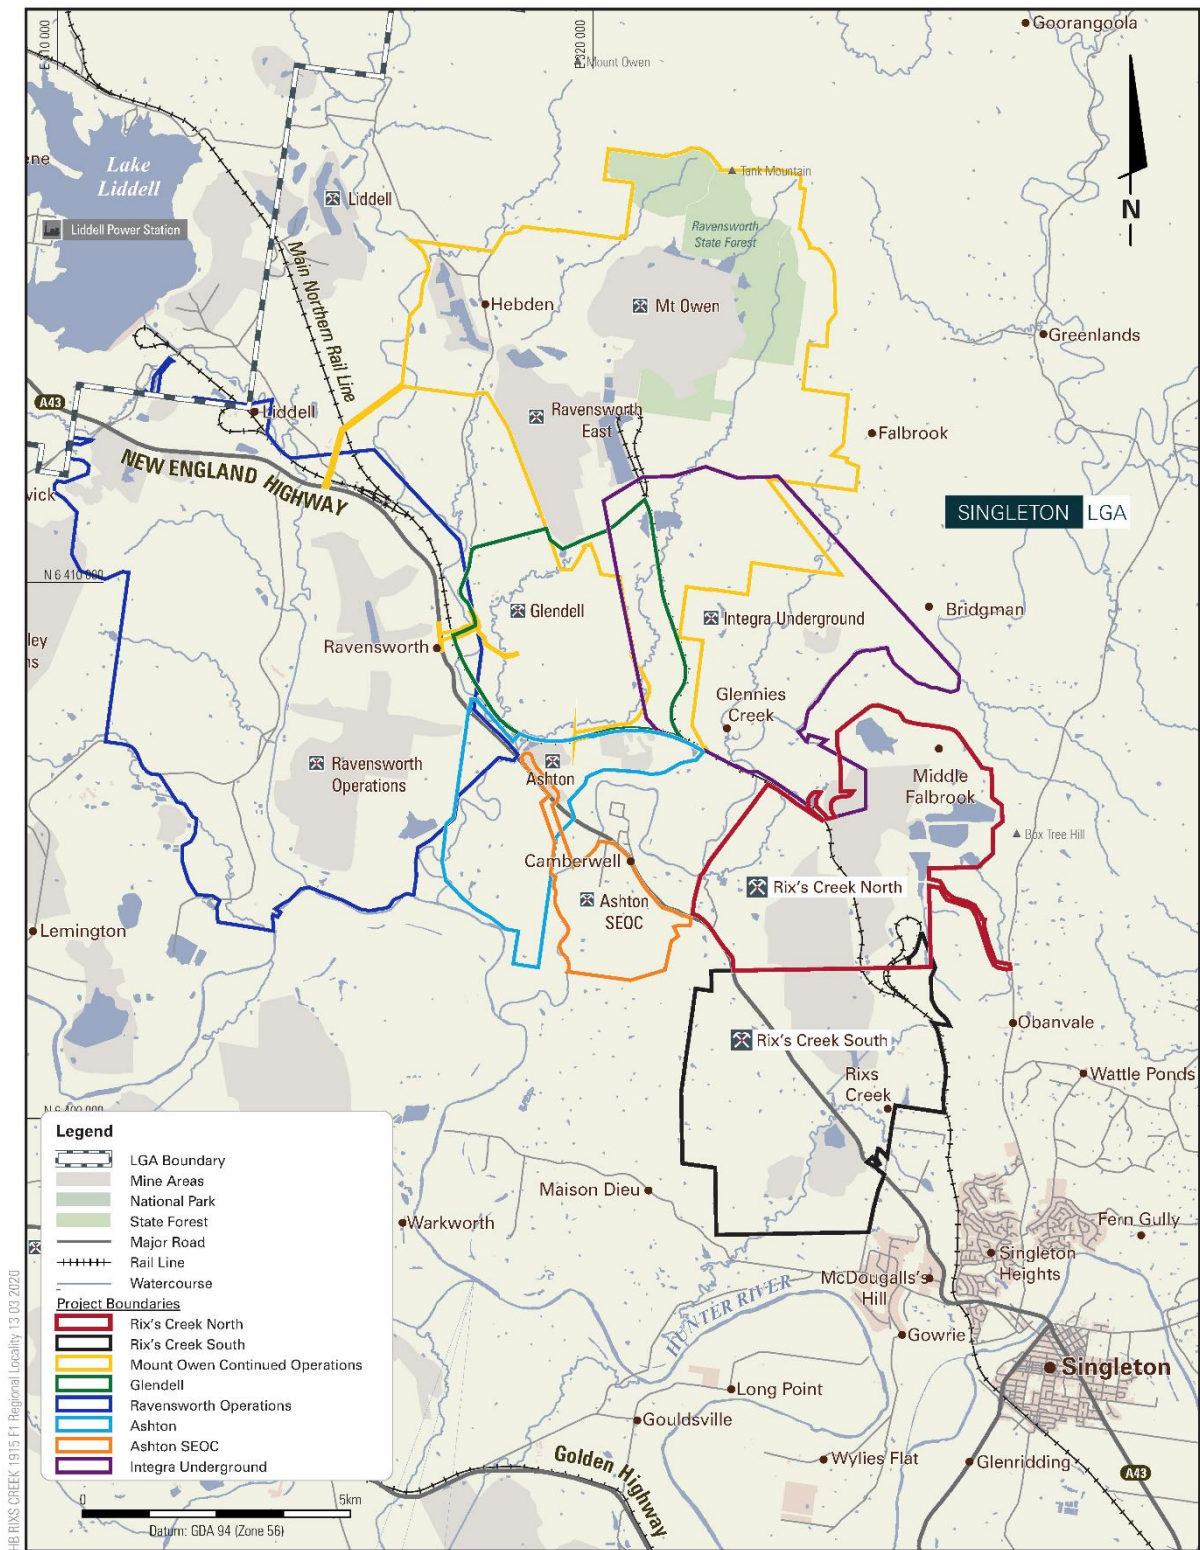 E 310 000
E 320 000
Mount Owen
Goorangoola
Lake
Liddell
ene
Liddell
Tank Mountain
Liddell Power Station
Main Northern Rail Line
Ravensworth
State Forest
N
Hebden
Mt Owen
Greenlands
A43
Liddell
Ravensworth
East
Falbrook
NEW ENGLAND HIGHWAY
wick
SINGLETON LGA
N 6 410 000
Glendell
Integra Underground
Bridgman
ley
ns
Ravensworth
Glennies
Creek
Ravensworth
Operations
Ashton
Middle
Falbrook
Box Tree Hill
Camberwell
Rix's Creek North
Ashton
SEOC
Lemington
Obanvale
Rix's Creek South
Rixs
Creek
Wattle Ponds
N 6 400 000
Legend
LGA Boundary
Mine Areas
National Park
State Forest
Major Road
Rail Line
Watercourse
Project Boundaries
Rix's Creek North
Rix's Creek South
Mount Owen Continued Operations
Glendell
Ravensworth Operations
Ashton
Ashton SEOC
Integra Underground
Maison Dieu
Warkworth
Fern Gully
Singleton
Heights
McDougalls's
Hill
HUNTER RIVER
Gowrie
Singleton
Long Point
Gouldsville
Golden Highway
Wylies Flat
Glenridding
A43
0
5km
Datum: GDA 94 (Zone 56)
HB RIXS CREEK 1915 F1 Regional Locality 13 03 2020